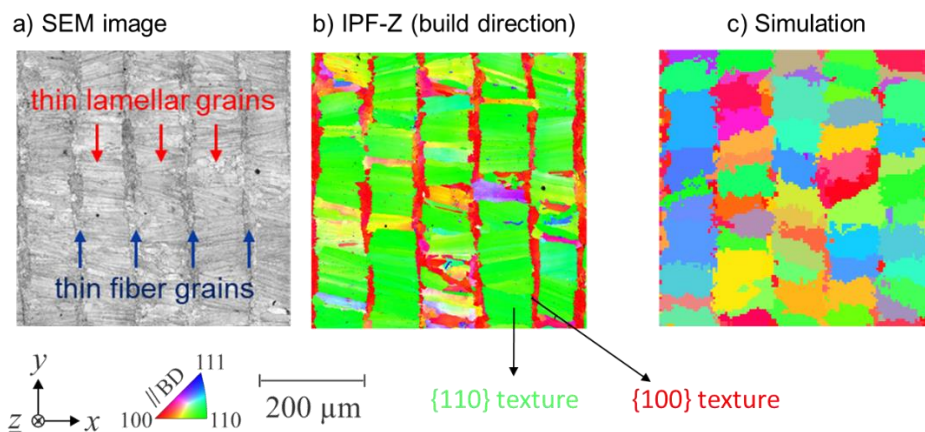 a) SEM image
b) IPF-Z (build direction)
c) Simulation
thin lamellar grains
thin fiber grains
y
z
x
//BD
111
100
110
200 µm
{110} texture
{100} texture